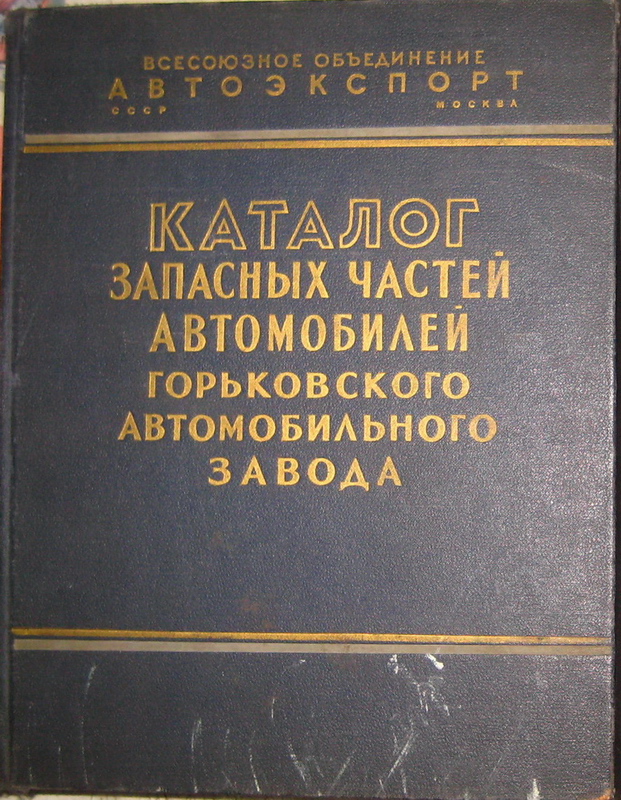 ВСЕСОЮЗНОЕ ОБЪЕДИНЕНИЕ
АВТОЭКСПОРТ
СССР МОСКВА
КАТАЛОГ
ЗАПАСНЫХ ЧАСТЕЙ
АВТОМОБИЛЕЙ
ГОРЬКОВСКОГО
АВТОМОБИЛЬНОГО
ЗАВОДА